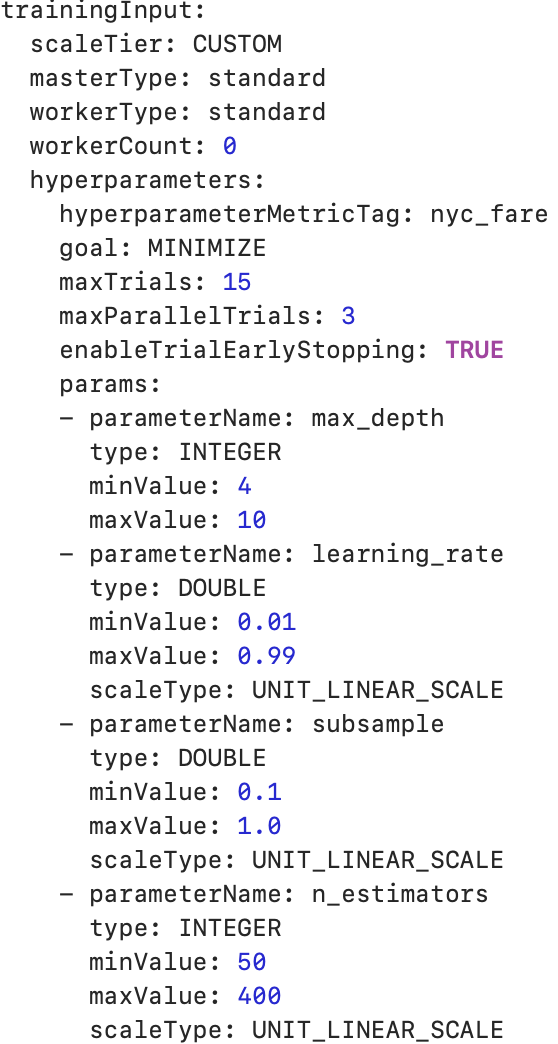 trainingInput:
  scaleTier: CUSTOM
  masterType: standard
  workerType: standard
  workerCount: 0
  hyperparameters:
    hyperparameterMetricTag: nyc_fare
    goal: MINIMIZE
    maxTrials: 15
    maxParallelTrials: 3
    enableTrialEarlyStopping: TRUE
    params:
    - parameterName: max_depth
      type: INTEGER
      minValue: 4
      maxValue: 10
    - parameterName: learning_rate
      type: DOUBLE
      minValue: 0.01
      maxValue: 0.99
      scaleType: UNIT_LINEAR_SCALE
    - parameterName: subsample
      type: DOUBLE
      minValue: 0.1
      maxValue: 1.0
      scaleType: UNIT_LINEAR_SCALE
    - parameterName: n_estimators
      type: INTEGER
      minValue: 50
      maxValue: 400
      scaleType: UNIT_LINEAR_SCALE